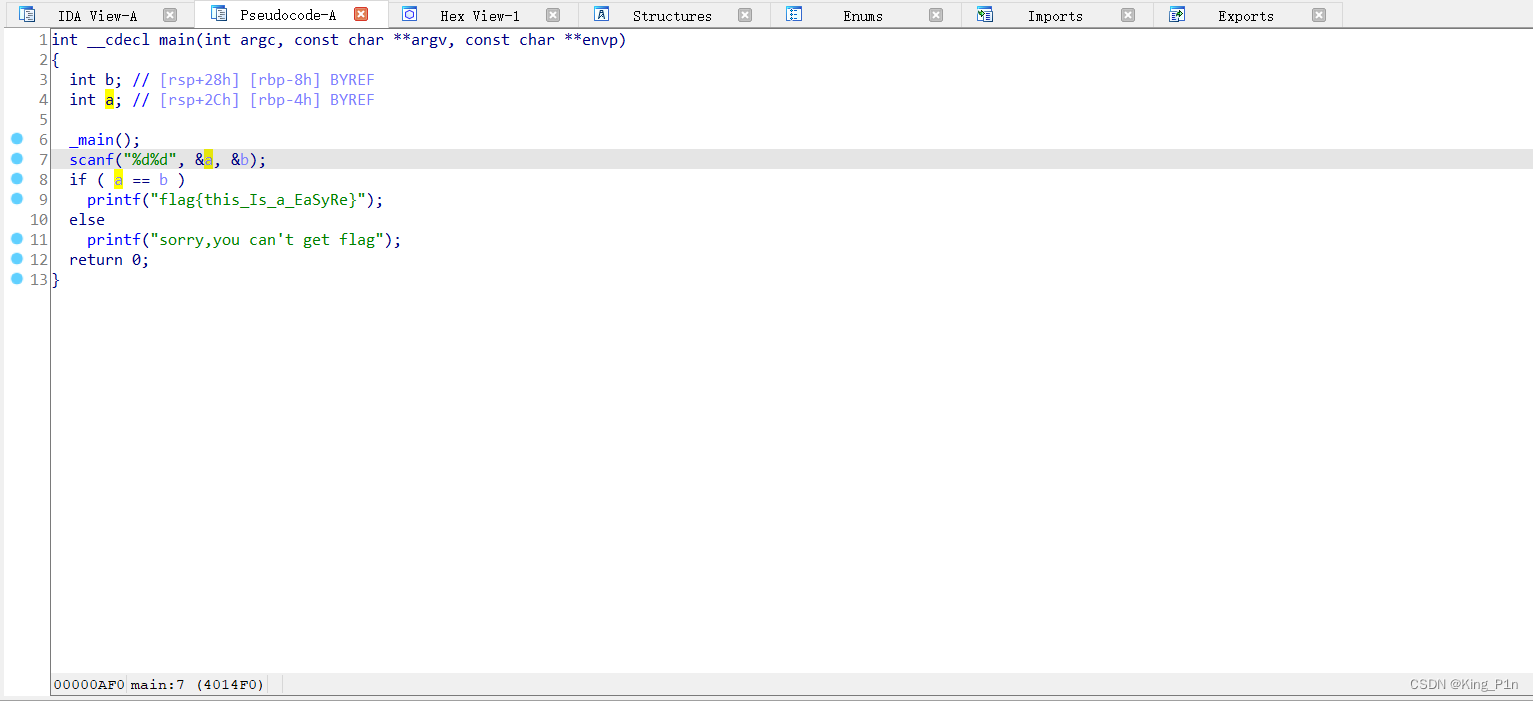 IDA View-A Pseudocode-A Hex View-1 Structures Enums Imports Exports
1 int __cdecl main(int argc, const char **argv, const char **envp)
2 {
3   int b; // [rsp+28h] [rbp-8h] BYREF
4   int a; // [rsp+2Ch] [rbp-4h] BYREF
5
6   _main();
7   scanf("%d%d", &a, &b);
8   if ( a == b )
9     printf("flag{this_Is_a_EaSyRe}");
10   else
11     printf("sorry,you can't get flag");
12   return 0;
13 }
00000AF0 main:7 (4014F0)
CSDN @King_P1n